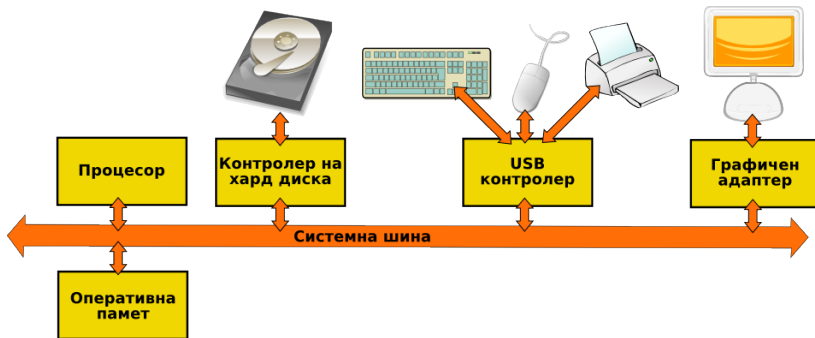 Процесор
Контролер на
хард диска
USB
контролер
Графичен
адаптер
Системна шина
Оперативна
памет